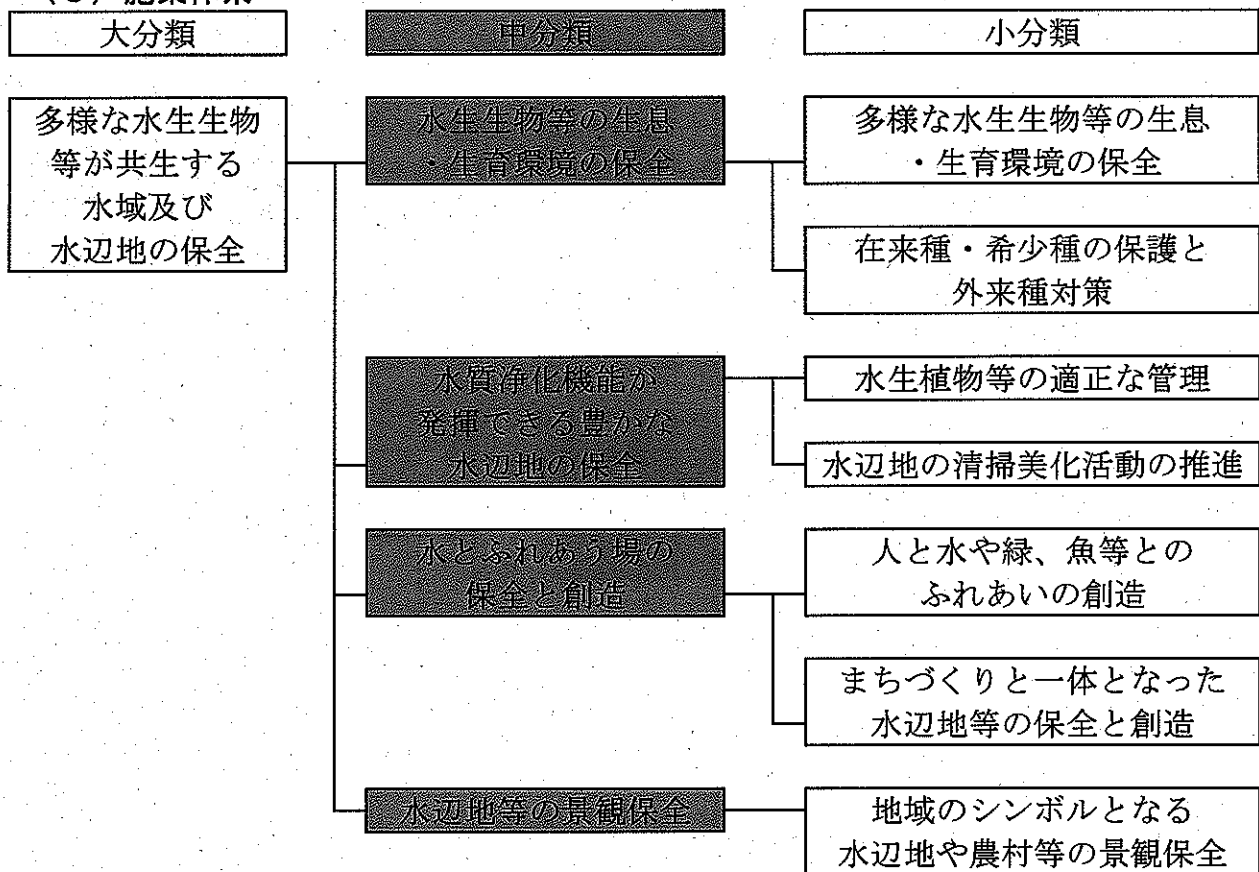 大分類
中分類
小分類
多様な水生生物
等が共生する
水域及び
水辺地の保全
水生生物等の生息
・生育環境の保全
多様な水生生物等の生息
・生育環境の保全
在来種・希少種の保護と
外来種対策
水質浄化機能が
発揮できる豊かな
水辺地の保全
水生植物等の適正な管理
水辺地の清掃美化活動の推進
水とふれあう場の
保全と創造
人と水や緑、魚等との
ふれあいの創造
まちづくりと一体となった
水辺地等の保全と創造
水辺地等の景観保全
地域のシンボルとなる
水辺地や農村等の景観保全